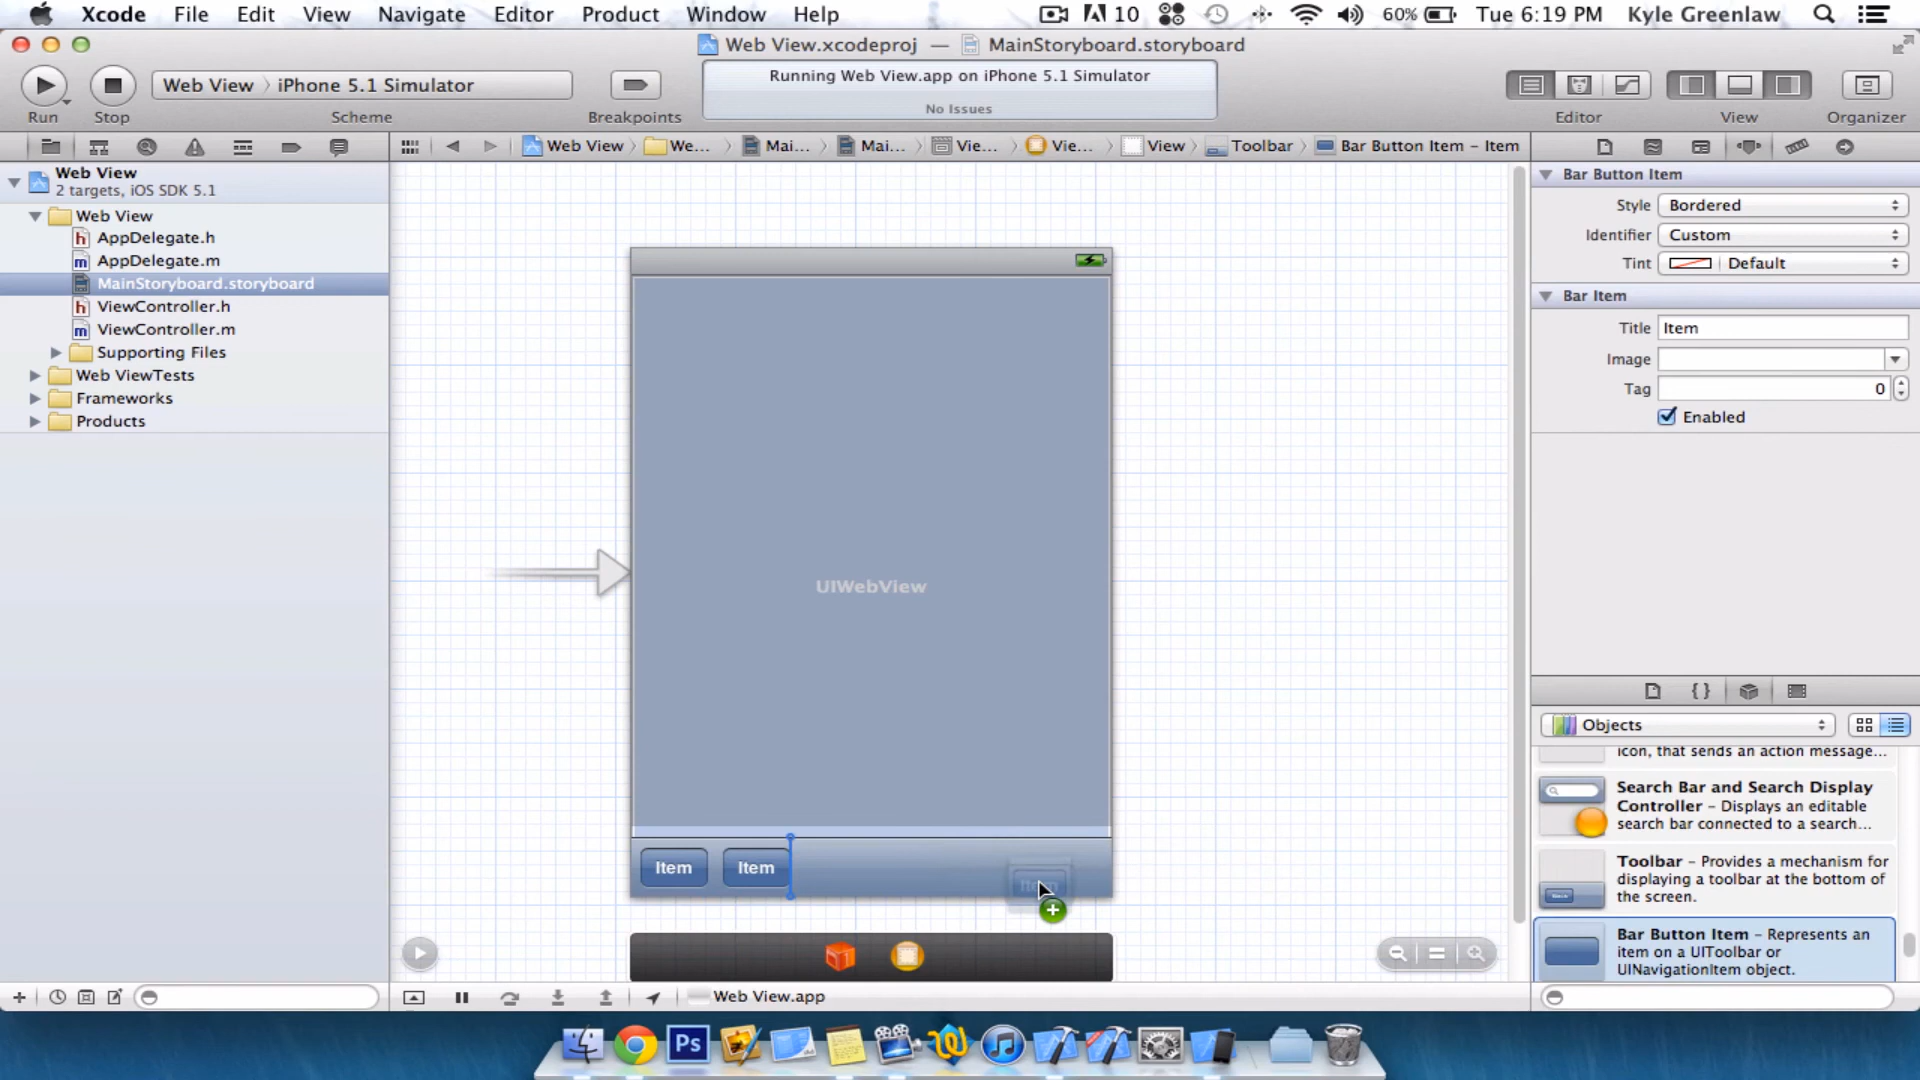 Xcode File Edit View Navigate Editor Product Window Help 10 60% Tue 6:19 PM Kyle Greenlaw
Web View.xcodeproj — MainStoryboard.storyboard
Running Web View.app on iPhone 5.1 Simulator
No Issues
Web View iPhone 5.1 Simulator
Run Stop Scheme Breakpoints Editor View Organizer
Web View We... Mai... Mai... Vie... Vie... View Toolbar Bar Button Item - Item
Web View
2 targets, iOS SDK 5.1
Web View
h AppDelegate.h
m AppDelegate.m
MainStoryboard.storyboard
h ViewController.h
m ViewController.m
Supporting Files
Web ViewTests
Frameworks
Products
UIWebView
Item Item
Bar Button Item
Style Bordered
Identifier Custom
Tint Default
Bar Item
Title Item
Image
Tag 0
Enabled
{ }
Objects
icon, that sends an action message...
Search Bar and Search Display
Controller – Displays an editable
search bar connected to a search...
Toolbar – Provides a mechanism for
displaying a toolbar at the bottom of
the screen.
Bar Button Item – Represents an
item on a UIToolbar or
UINavigationItem object.
Web View.app
Ps